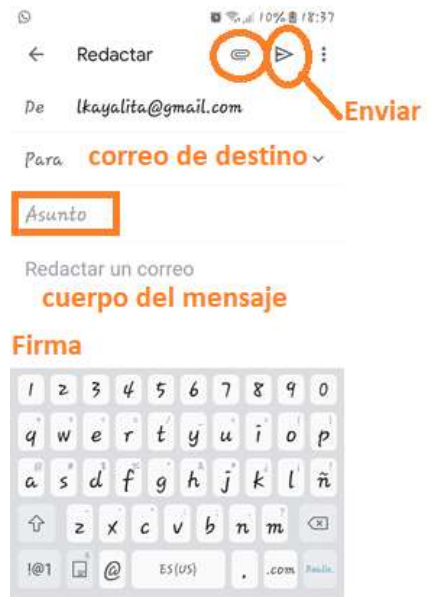 10% 18:37
Redactar
De lkayalita@gmail.com
Enviar
Para correo de destino
Asunto
Redactar un correo
cuerpo del mensaje
Firma
1 2 3 4 5 6 7 8 9 0
q w e r t y u i o p
a s d f g h j k l ñ
z x c v b n m
!@1 @ ES(US) . .com